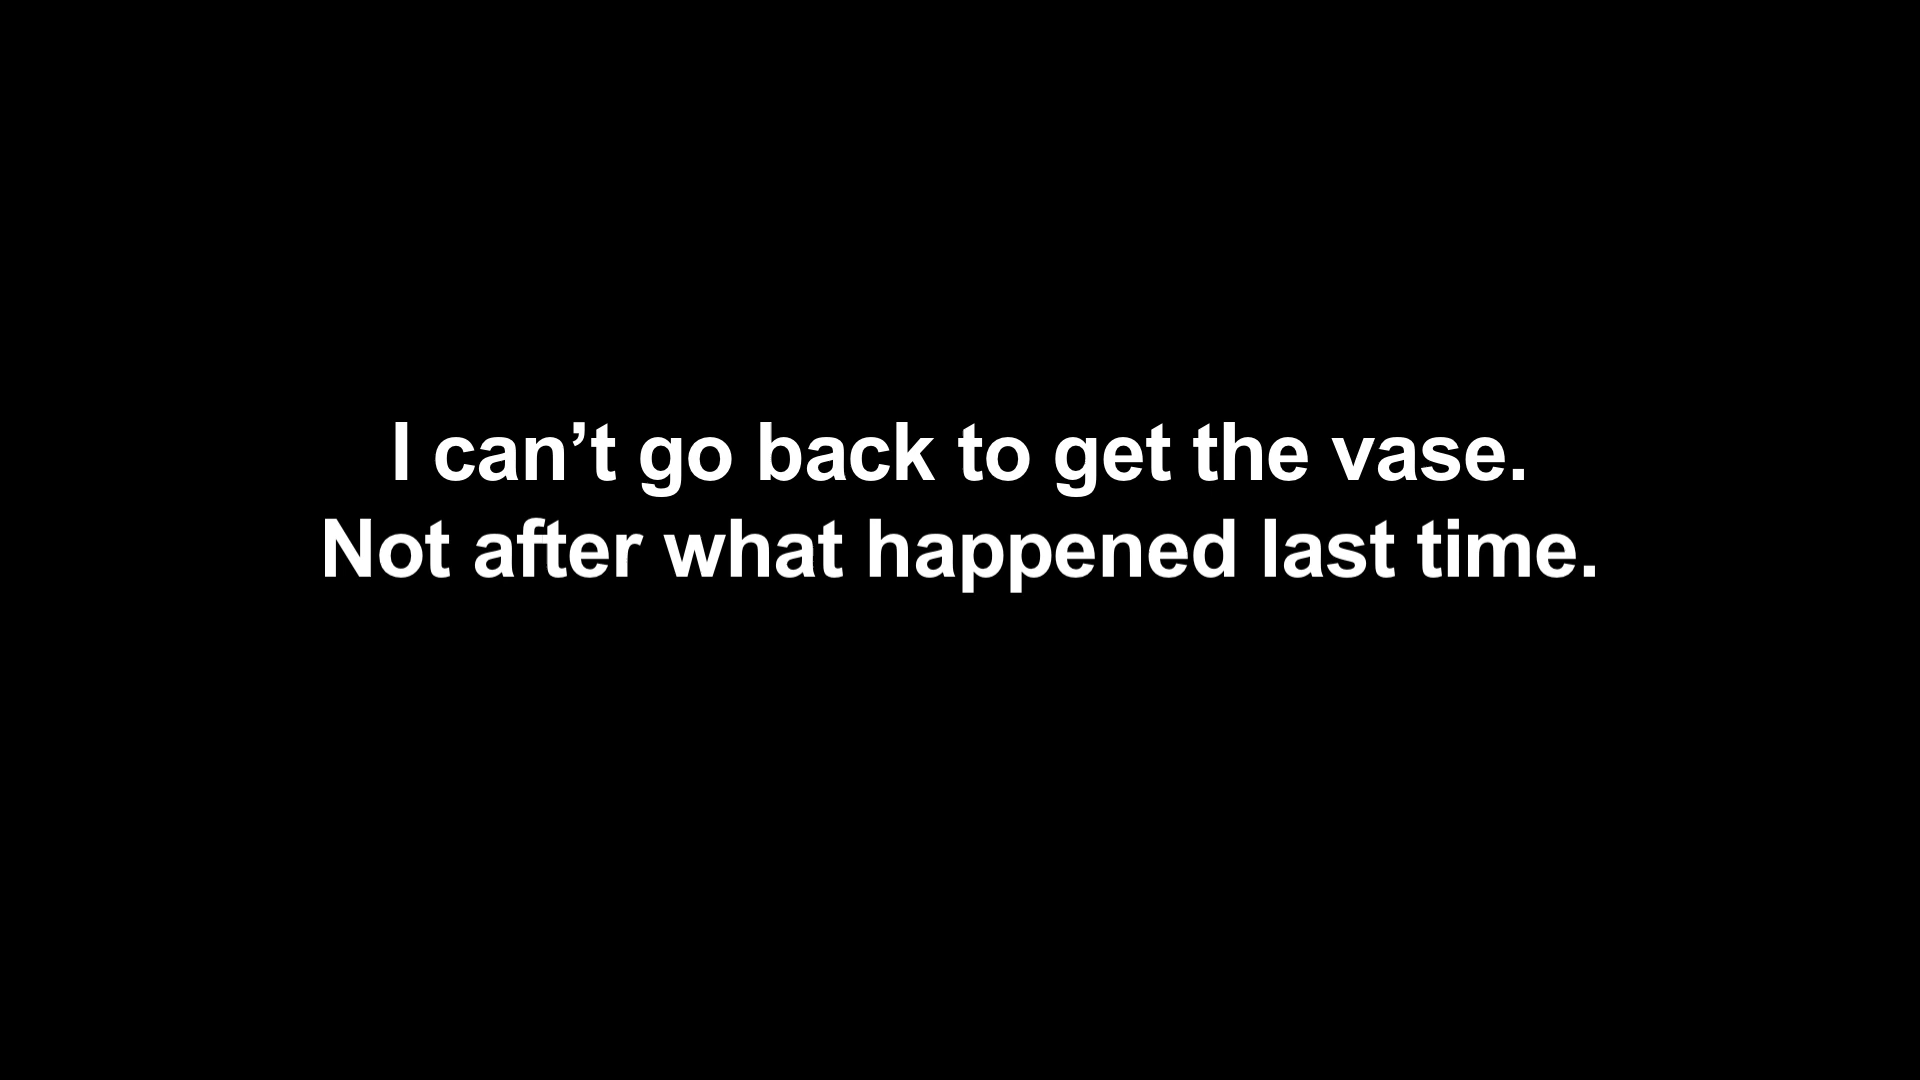 I can’t go back to get the vase.
Not after what happened last time.